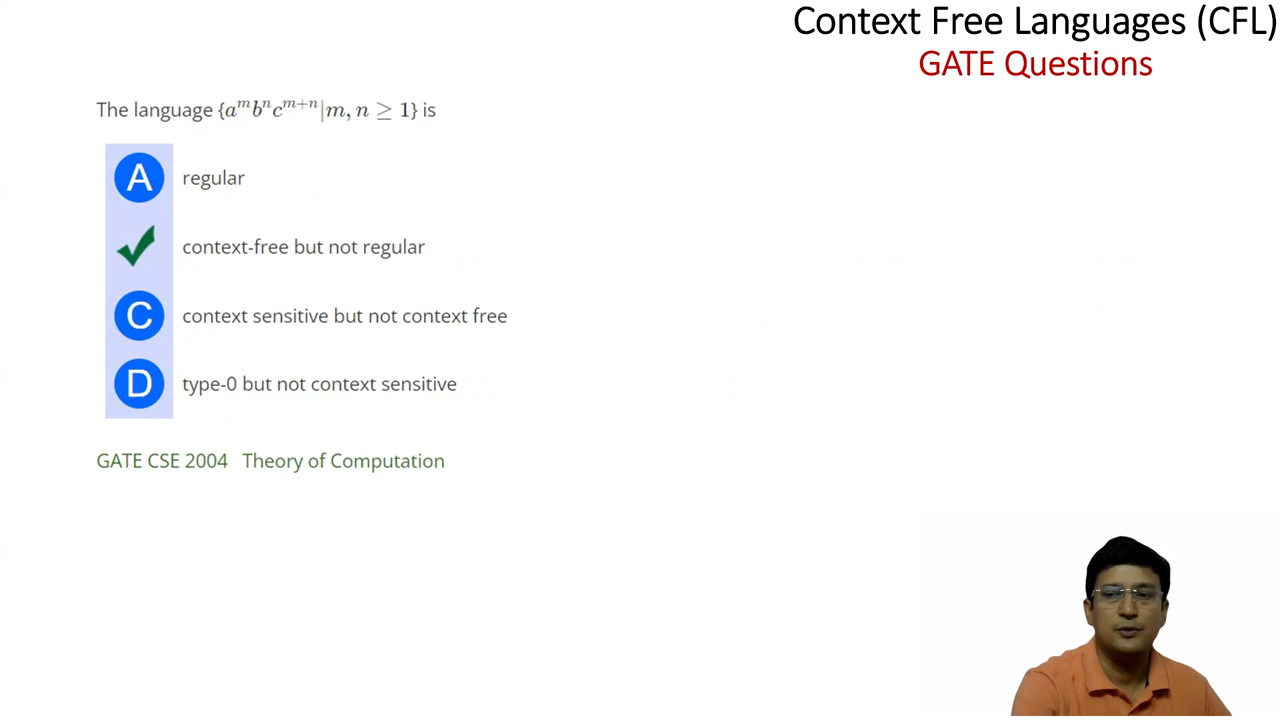 Context Free Languages (CFL)
GATE Questions
The language {a^m b^n c^{m+n} | m, n ≥ 1} is
A regular
context-free but not regular
C context sensitive but not context free
D type-0 but not context sensitive
GATE CSE 2004 Theory of Computation